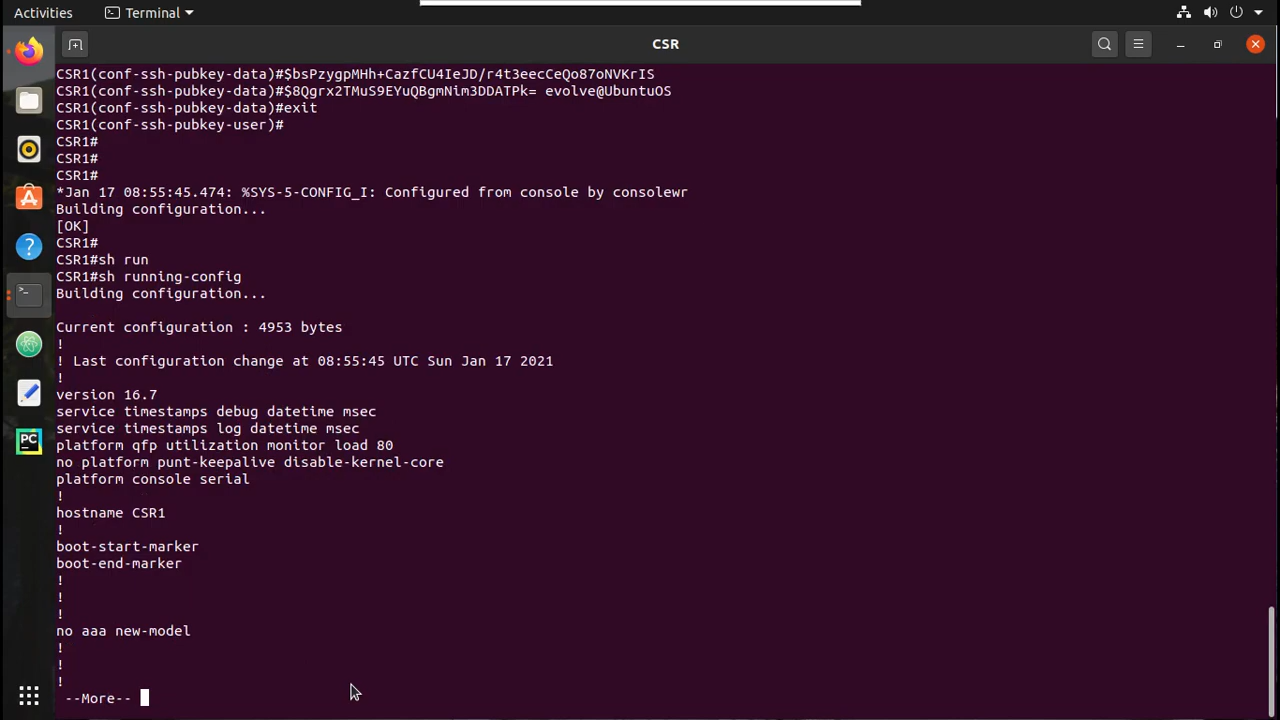 Activities
Terminal
CSR
CSR1(conf-ssh-pubkey-data)#$bsPzygpMHh+CazfCU4IeJD/r4t3eecCeQo87oNVKrIS
CSR1(conf-ssh-pubkey-data)#$8Qgrx2TMuS9EYuQBgmNim3DDATPk= evolve@UbuntuOS
CSR1(conf-ssh-pubkey-data)#exit
CSR1(conf-ssh-pubkey-user)#
CSR1#
CSR1#
CSR1#
*Jan 17 08:55:45.474: %SYS-5-CONFIG_I: Configured from console by consolewr
Building configuration...
[OK]
CSR1#
CSR1#sh run
CSR1#sh running-config
Building configuration...
Current configuration : 4953 bytes
!
! Last configuration change at 08:55:45 UTC Sun Jan 17 2021
!
version 16.7
service timestamps debug datetime msec
service timestamps log datetime msec
platform qfp utilization monitor load 80
no platform punt-keepalive disable-kernel-core
platform console serial
!
hostname CSR1
!
boot-start-marker
boot-end-marker
!
!
!
no aaa new-model
!
!
!
--More--
PC